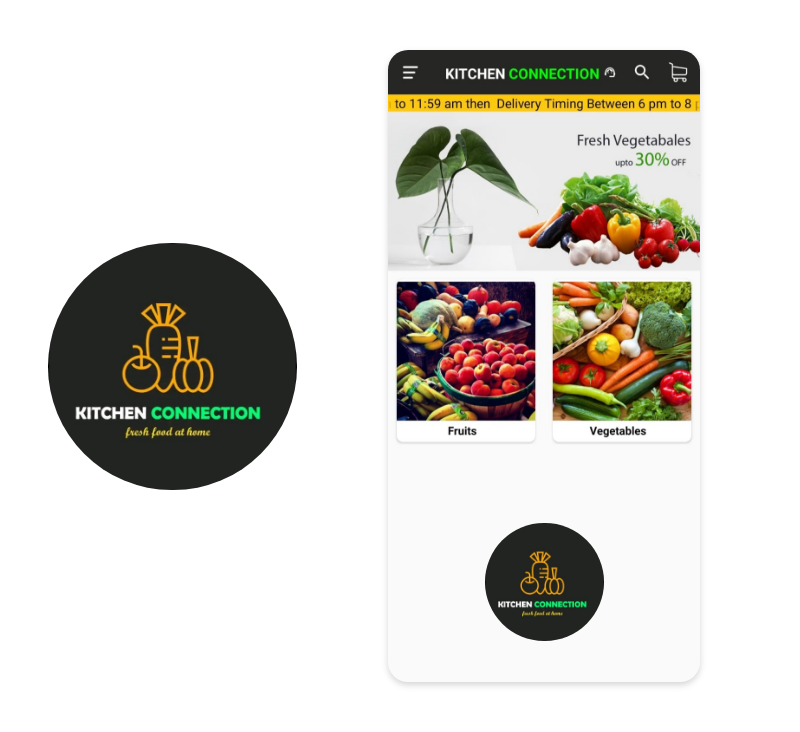 KITCHEN CONNECTION
fresh food at home
KITCHEN CONNECTION
to 11:59 am then Delivery Timing Between 6 pm to 8
Fresh Vegetabales
upto 30% OFF
Fruits
Vegetables
KITCHEN CONNECTION
fresh food at home